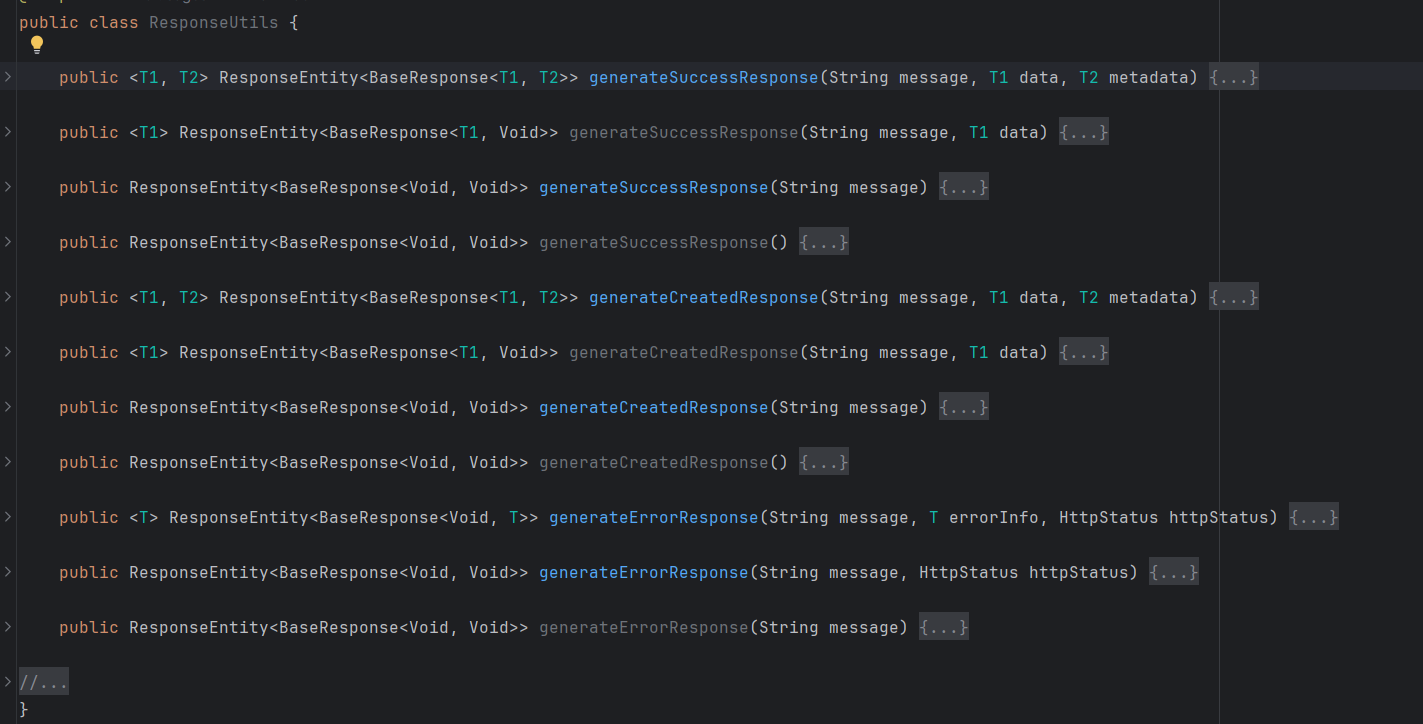 public class ResponseUtils {
public <T1, T2> ResponseEntity<BaseResponse<T1, T2>> generateSuccessResponse(String message, T1 data, T2 metadata) {...}
public <T1> ResponseEntity<BaseResponse<T1, Void>> generateSuccessResponse(String message, T1 data) {...}
public ResponseEntity<BaseResponse<Void, Void>> generateSuccessResponse(String message) {...}
public ResponseEntity<BaseResponse<Void, Void>> generateSuccessResponse() {...}
public <T1, T2> ResponseEntity<BaseResponse<T1, T2>> generateCreatedResponse(String message, T1 data, T2 metadata) {...}
public <T1> ResponseEntity<BaseResponse<T1, Void>> generateCreatedResponse(String message, T1 data) {...}
public ResponseEntity<BaseResponse<Void, Void>> generateCreatedResponse(String message) {...}
public ResponseEntity<BaseResponse<Void, Void>> generateCreatedResponse() {...}
public <T> ResponseEntity<BaseResponse<Void, T>> generateErrorResponse(String message, T errorInfo, HttpStatus httpStatus) {...}
public ResponseEntity<BaseResponse<Void, Void>> generateErrorResponse(String message, HttpStatus httpStatus) {...}
public ResponseEntity<BaseResponse<Void, Void>> generateErrorResponse(String message) {...}
//...
}